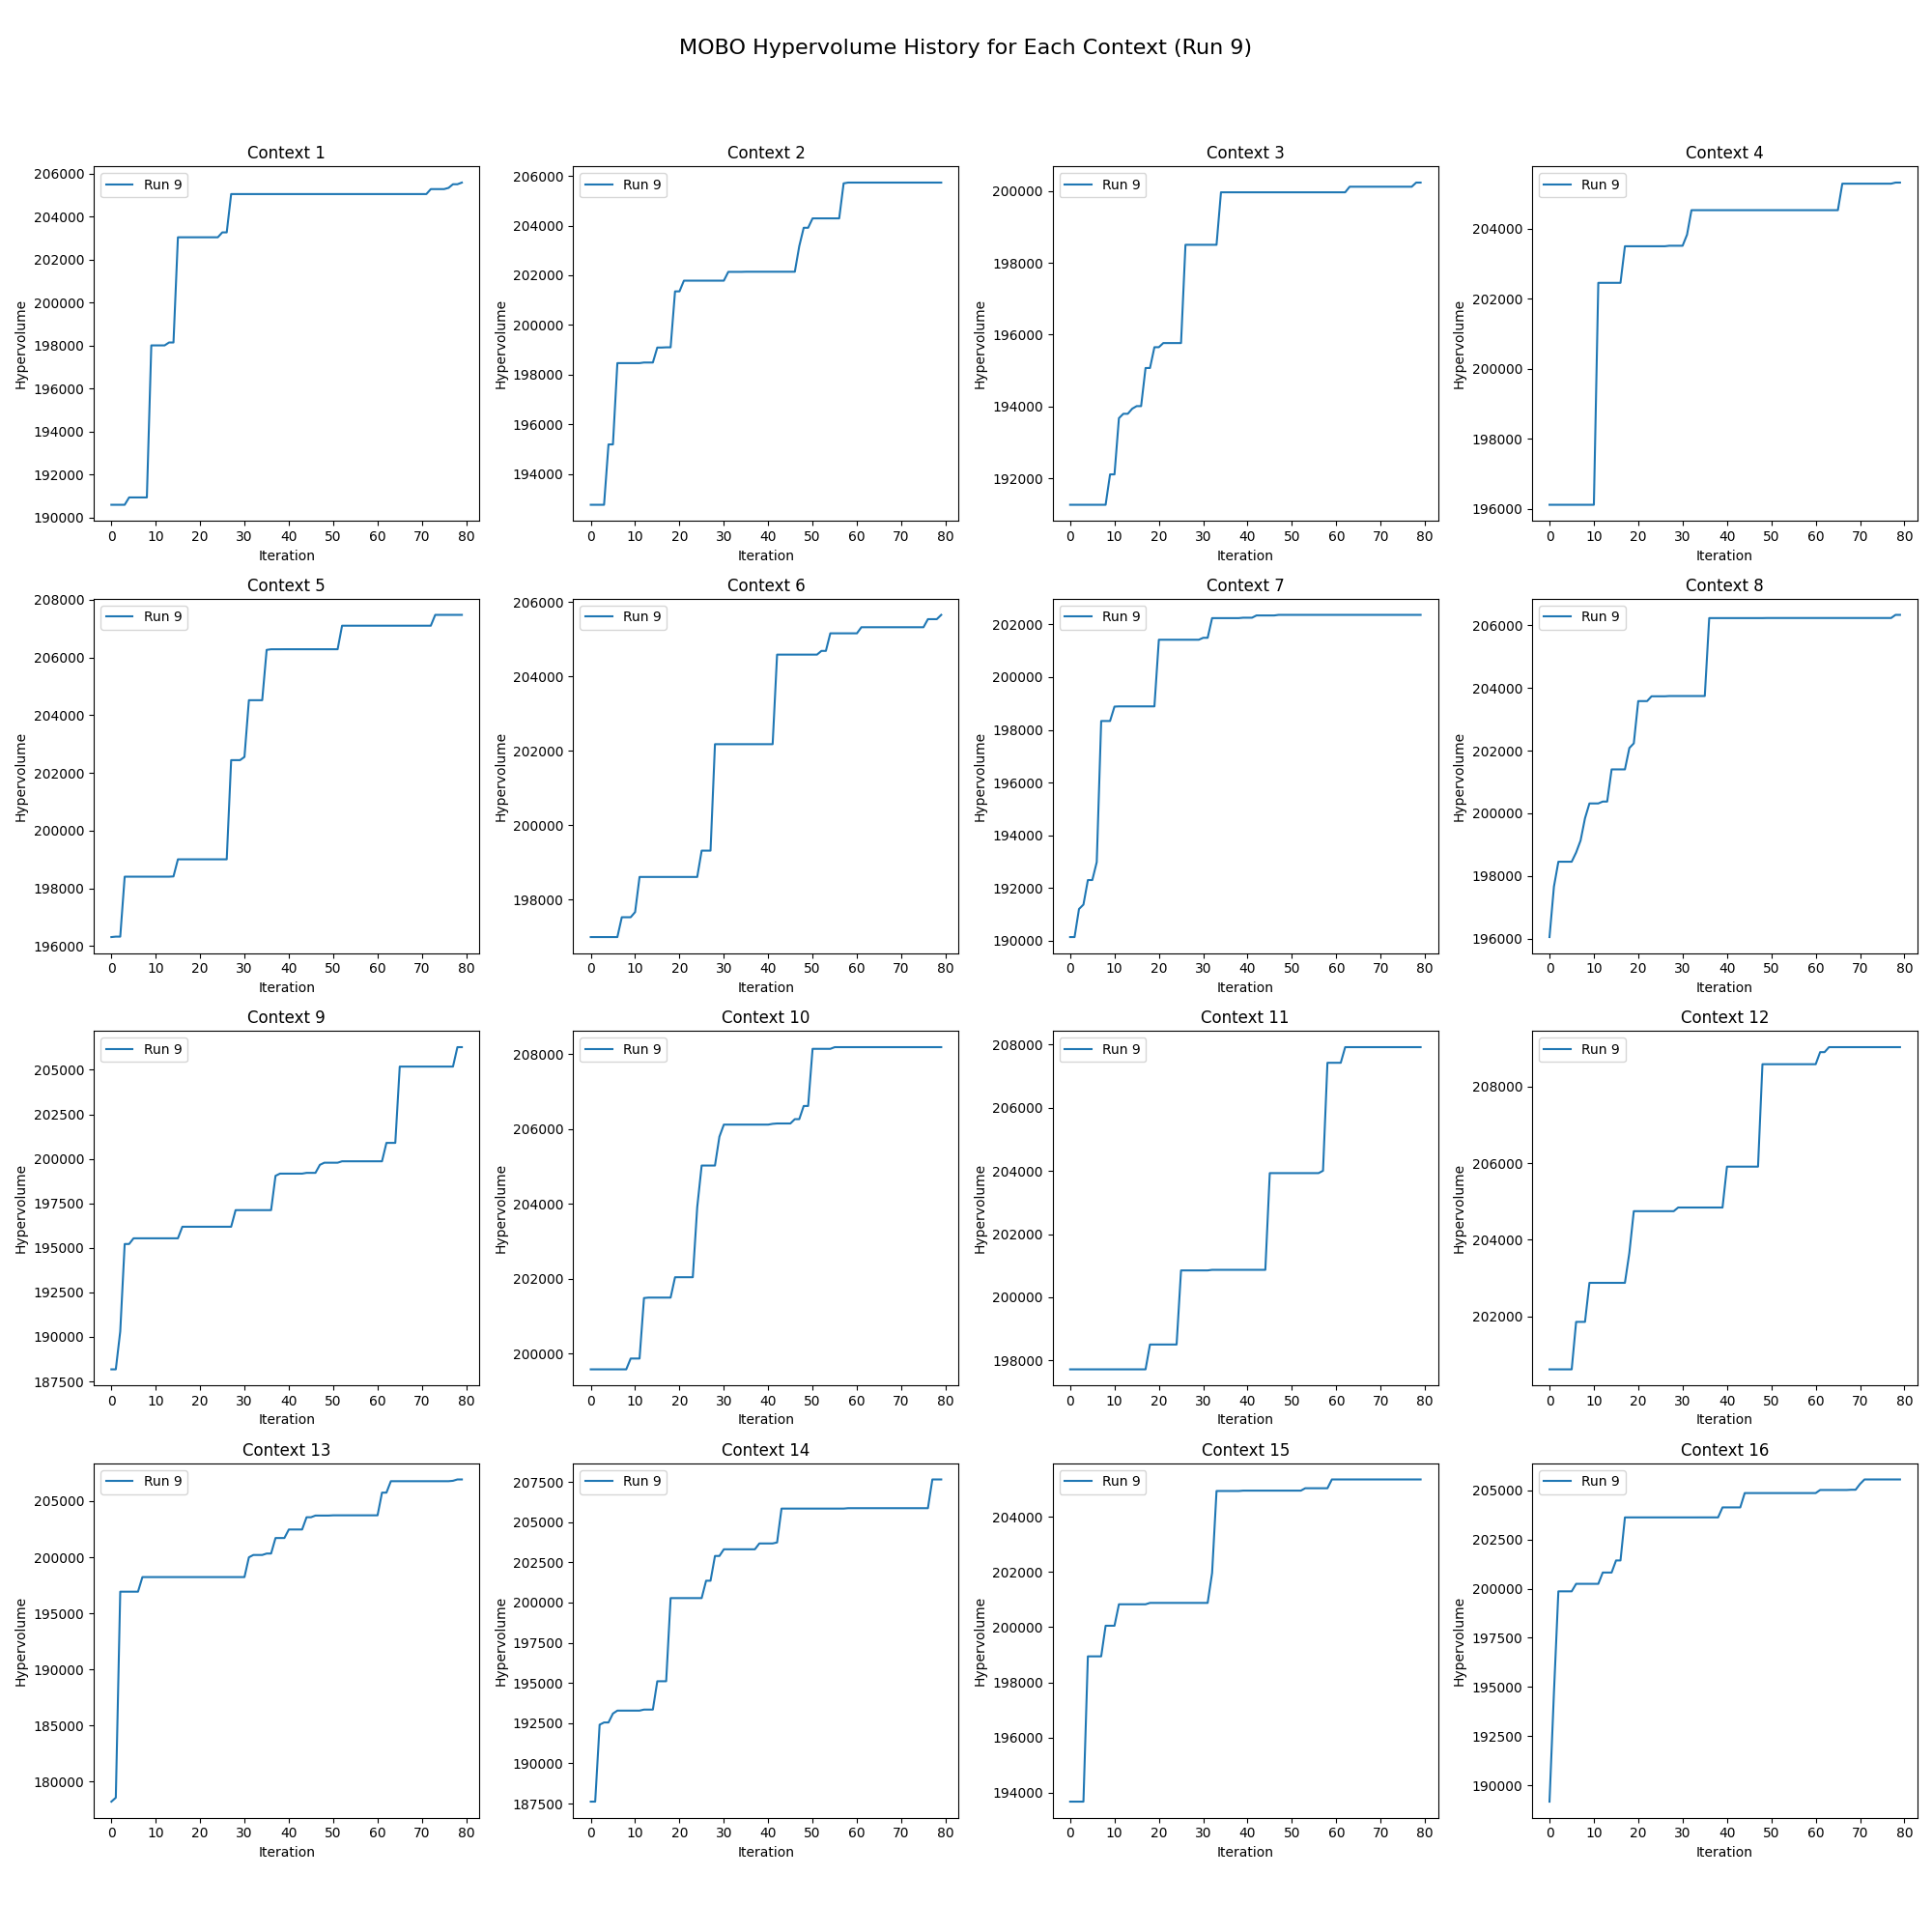 MOBO Hypervolume History for Each Context (Run 9)
Context 1
Run 9
206000
204000
202000
200000
198000
196000
194000
192000
190000
Hypervolume
0 10 20 30 40 50 60 70 80
Iteration
Context 2
Run 9
206000
204000
202000
200000
198000
196000
194000
Hypervolume
0 10 20 30 40 50 60 70 80
Iteration
Context 3
Run 9
200000
198000
196000
194000
192000
Hypervolume
0 10 20 30 40 50 60 70 80
Iteration
Context 4
Run 9
204000
202000
200000
198000
196000
Hypervolume
0 10 20 30 40 50 60 70 80
Iteration
Context 5
Run 9
208000
206000
204000
202000
200000
198000
196000
Hypervolume
0 10 20 30 40 50 60 70 80
Iteration
Context 6
Run 9
206000
204000
202000
200000
198000
Hypervolume
0 10 20 30 40 50 60 70 80
Iteration
Context 7
Run 9
202000
200000
198000
196000
194000
192000
190000
Hypervolume
0 10 20 30 40 50 60 70 80
Iteration
Context 8
Run 9
206000
204000
202000
200000
198000
196000
Hypervolume
0 10 20 30 40 50 60 70 80
Iteration
Context 9
Run 9
205000
202500
200000
197500
195000
192500
190000
187500
Hypervolume
0 10 20 30 40 50 60 70 80
Iteration
Context 10
Run 9
208000
206000
204000
202000
200000
Hypervolume
0 10 20 30 40 50 60 70 80
Iteration
Context 11
Run 9
208000
206000
204000
202000
200000
198000
Hypervolume
0 10 20 30 40 50 60 70 80
Iteration
Context 12
Run 9
208000
206000
204000
202000
Hypervolume
0 10 20 30 40 50 60 70 80
Iteration
Context 13
Run 9
205000
200000
195000
190000
185000
180000
Hypervolume
0 10 20 30 40 50 60 70 80
Iteration
Context 14
Run 9
207500
205000
202500
200000
197500
195000
192500
190000
187500
Hypervolume
0 10 20 30 40 50 60 70 80
Iteration
Context 15
Run 9
204000
202000
200000
198000
196000
194000
Hypervolume
0 10 20 30 40 50 60 70 80
Iteration
Context 16
Run 9
205000
202500
200000
197500
195000
192500
190000
Hypervolume
0 10 20 30 40 50 60 70 80
Iteration